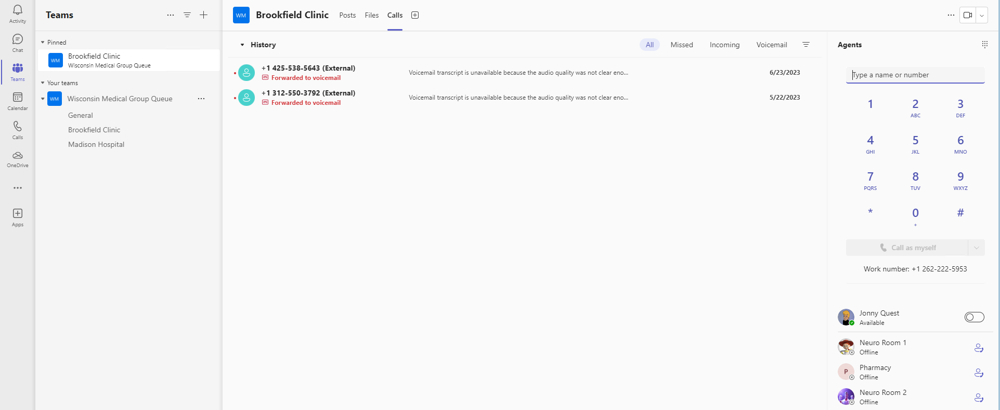 Activity
Chat
Teams
Calendar
Calls
OneDrive
Apps
Teams
Pinned
WM
Brookfield Clinic
Wisconsin Medical Group Queue
Your teams
WM
Wisconsin Medical Group Queue
General
Brookfield Clinic
Madison Hospital
WM Brookfield Clinic Posts Files Calls
History All Missed Incoming Voicemail
+1 425-538-5643 (External)
Forwarded to voicemail
Voicemail transcript is unavailable because the audio quality was not clear eno...
6/23/2023
+1 312-550-3792 (External)
Forwarded to voicemail
Voicemail transcript is unavailable because the audio quality was not clear eno...
5/22/2023
Agents
Type a name or number
1 2 3
ABC DEF
4 5 6
GHI JKL MNO
7 8 9
PQRS TUV WXYZ
* 0 #
+
Call as myself
Work number: +1 262-222-5953
Jonny Quest
Available
Neuro Room 1
Offline
P
Pharmacy
Offline
Neuro Room 2
Offline